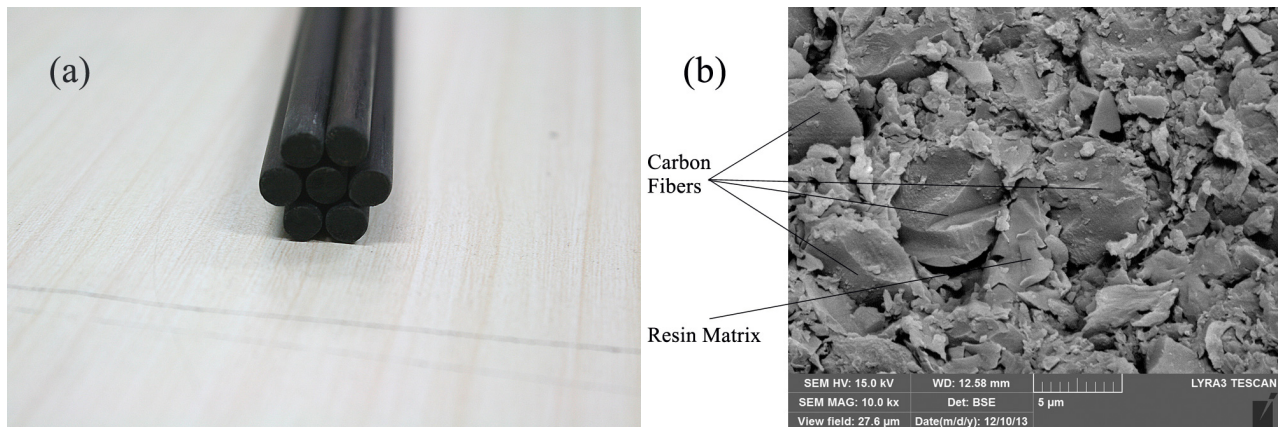 (a)
(b)
Carbon
Fibers
Resin Matrix
SEM HV: 15.0 kV
WD: 12.58 mm
LYRA3 TESCAN
SEM MAG: 10.0 kx
Det: BSE
5 µm
View field: 27.6 µm
Date(m/d/y): 12/10/13